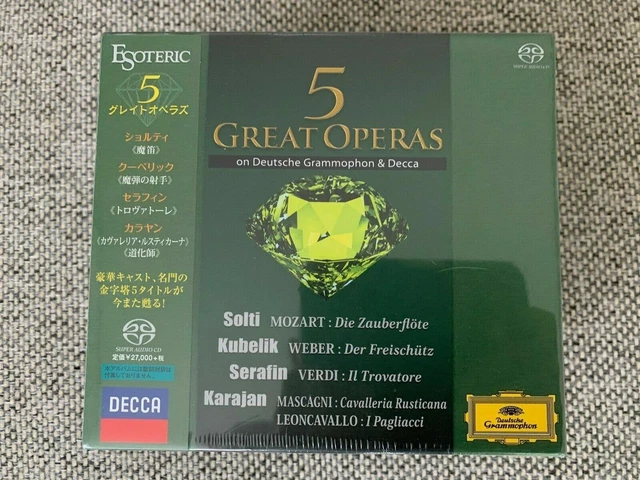 ESOTERIC
5
グレイトオペラズ
ショルティ
《魔笛》
クーベリック
《魔弾の射手》
セラフィン
《トロヴァトーレ》
カラヤン
《カヴァレリア・ルスティカーナ》
《道化師》
豪華キャスト、名門の
金字塔5タイトルが
今また甦る!
SUPER AUDIO CD
定価¥27,000+税
DECCA
SUPER AUDIO CD
5
GREAT OPERAS
on Deutsche Grammophon & Decca
Solti MOZART : Die Zauberflöte
Kubelik WEBER : Der Freischütz
Serafin VERDI : Il Trovatore
Karajan MASCAGNI : Cavalleria Rusticana
LEONCAVALLO : I Pagliacci
Deutsche
Grammophon